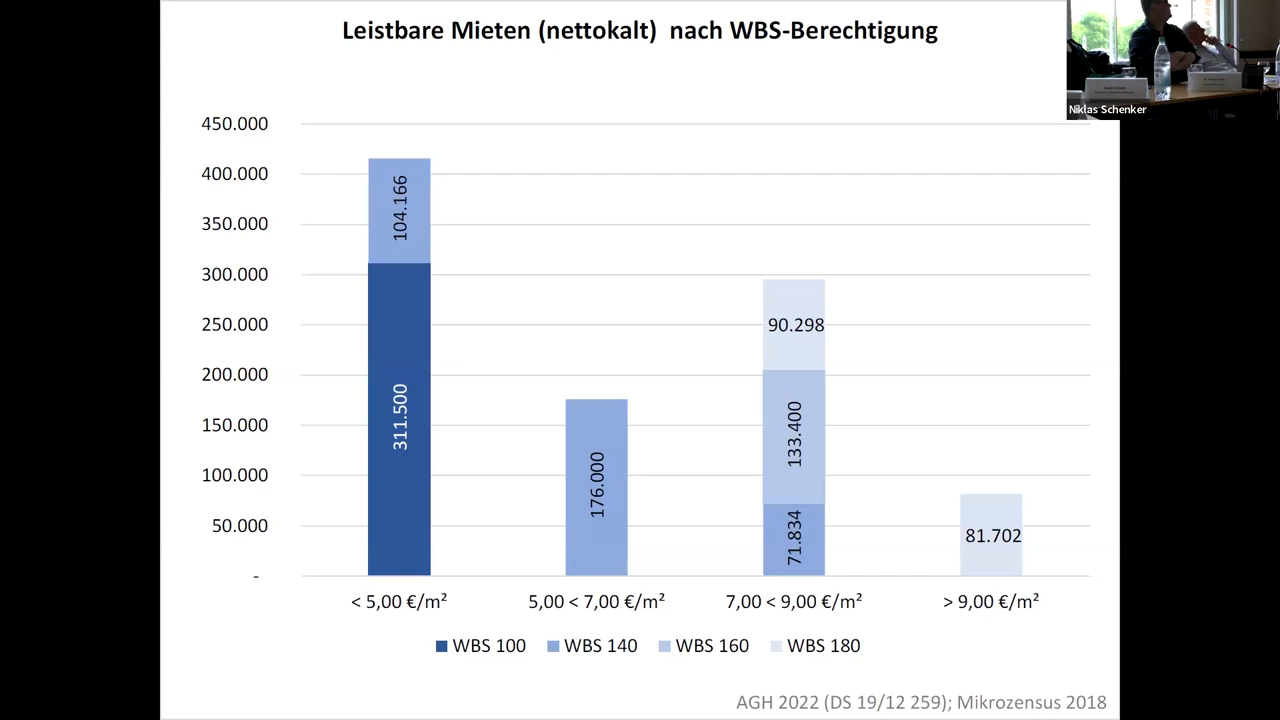 Leistbare Mieten (nettokalt) nach WBS-Berechtigung
Niklas Schenker
450.000
400.000
350.000
300.000
250.000
200.000
150.000
100.000
50.000
-
104.166
311.500
176.000
90.298
133.400
71.834
81.702
< 5,00 €/m²
5,00 < 7,00 €/m²
7,00 < 9,00 €/m²
> 9,00 €/m²
WBS 100 WBS 140 WBS 160 WBS 180
AGH 2022 (DS 19/12 259); Mikrozensus 2018